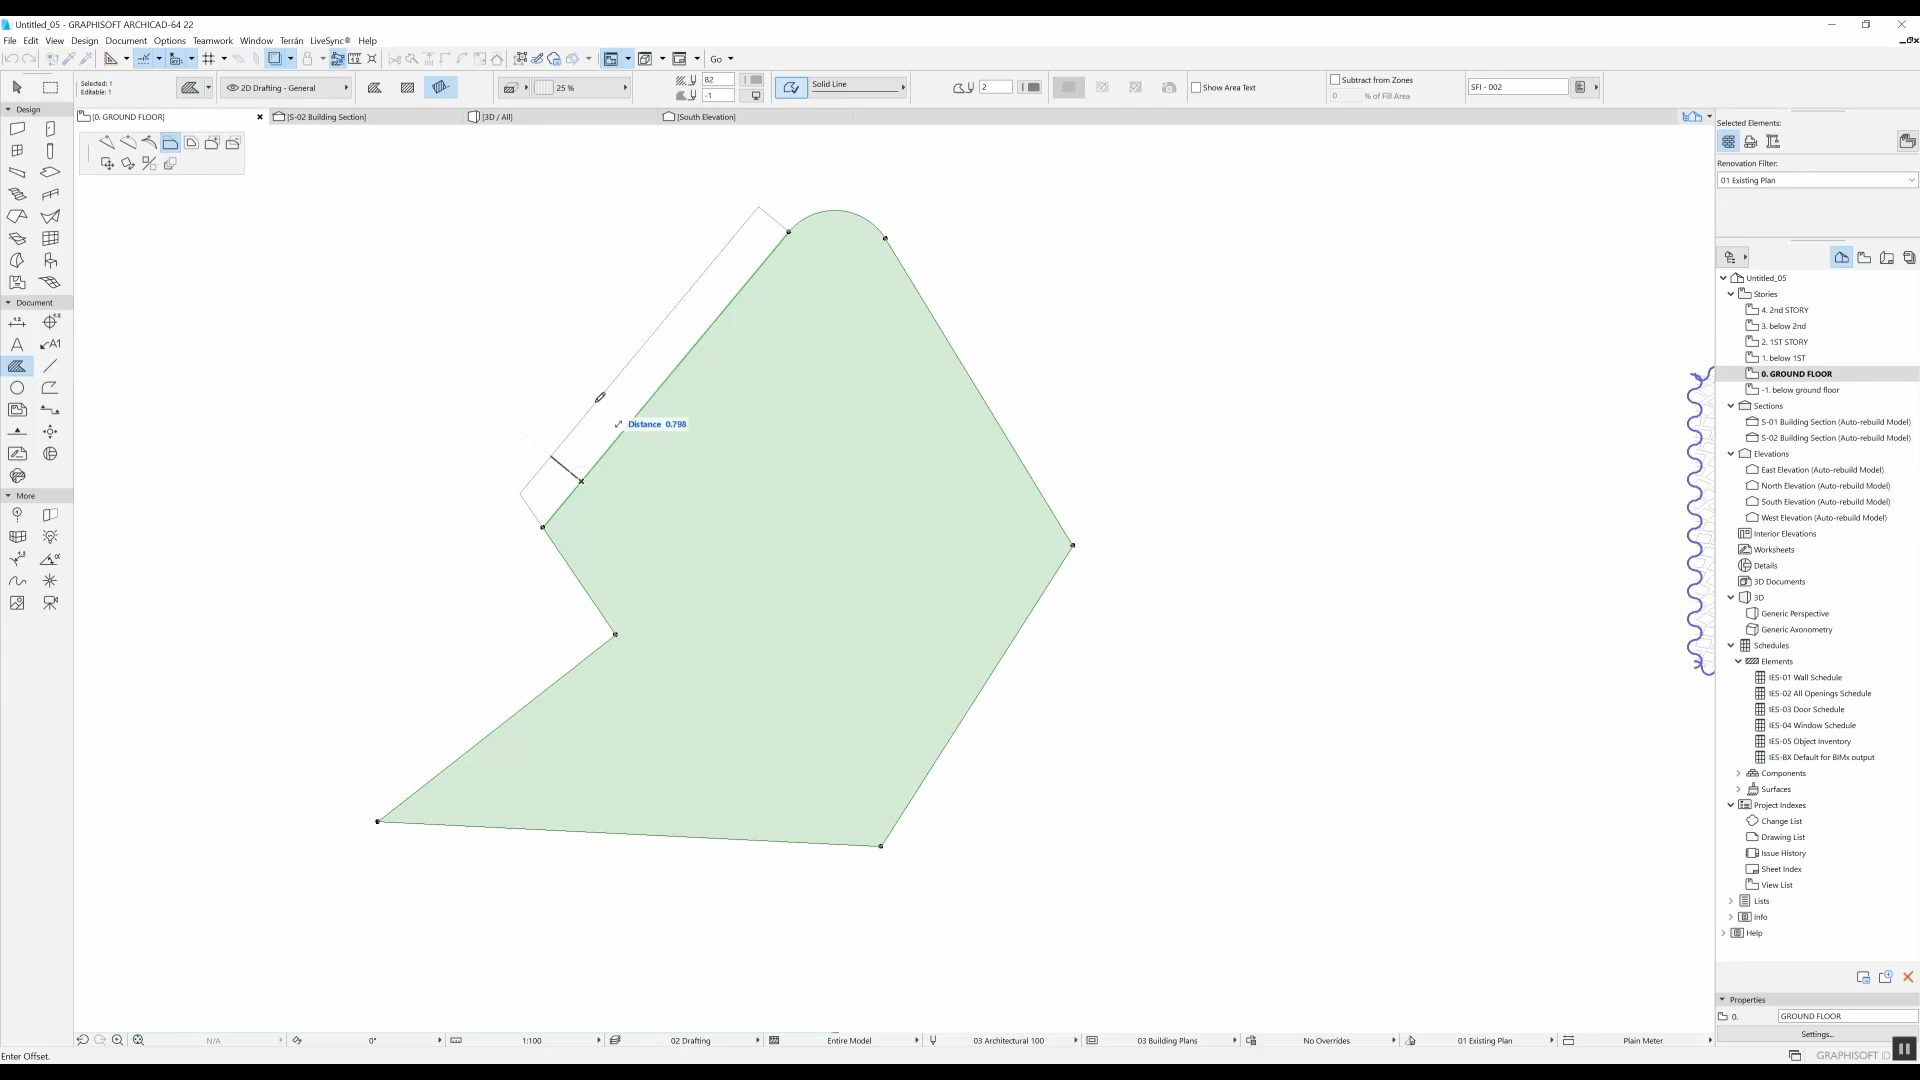 Untitled_05 - GRAPHISOFT ARCHICAD-64 22
File Edit View Design Document Options Teamwork Window Terrán LiveSync® Help
Go
Selected: 1
Editable: 1
2D Drafting - General
25 %
82
-1
Solid Line
2
Show Area Text
Subtract from Zones
0 % of Fill Area
SFI - 002
[0. GROUND FLOOR]
[S-02 Building Section]
[3D / All]
[South Elevation]
Design
Document
More
Distance 0.798
Selected Elements:
Renovation Filter:
01 Existing Plan
Untitled_05
Stories
4. 2nd STORY
3. below 2nd
2. 1ST STORY
1. below 1ST
0. GROUND FLOOR
-1. below ground floor
Sections
S-01 Building Section (Auto-rebuild Model)
S-02 Building Section (Auto-rebuild Model)
Elevations
East Elevation (Auto-rebuild Model)
North Elevation (Auto-rebuild Model)
South Elevation (Auto-rebuild Model)
West Elevation (Auto-rebuild Model)
Interior Elevations
Worksheets
Details
3D Documents
3D
Generic Perspective
Generic Axonometry
Schedules
Elements
IES-01 Wall Schedule
IES-02 All Openings Schedule
IES-03 Door Schedule
IES-04 Window Schedule
IES-05 Object Inventory
IES-BX Default for BIMx output
Components
Surfaces
Project Indexes
Change List
Drawing List
Issue History
Sheet Index
View List
Lists
Info
Help
Properties
0. GROUND FLOOR
Settings...
N/A
0°
1:100
02 Drafting
Entire Model
03 Architectural 100
03 Building Plans
No Overrides
01 Existing Plan
Plain Meter
Enter Offset.
GRAPHISOFT ID